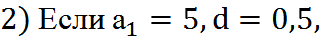 2) Если a₁ = 5, d = 0,5,